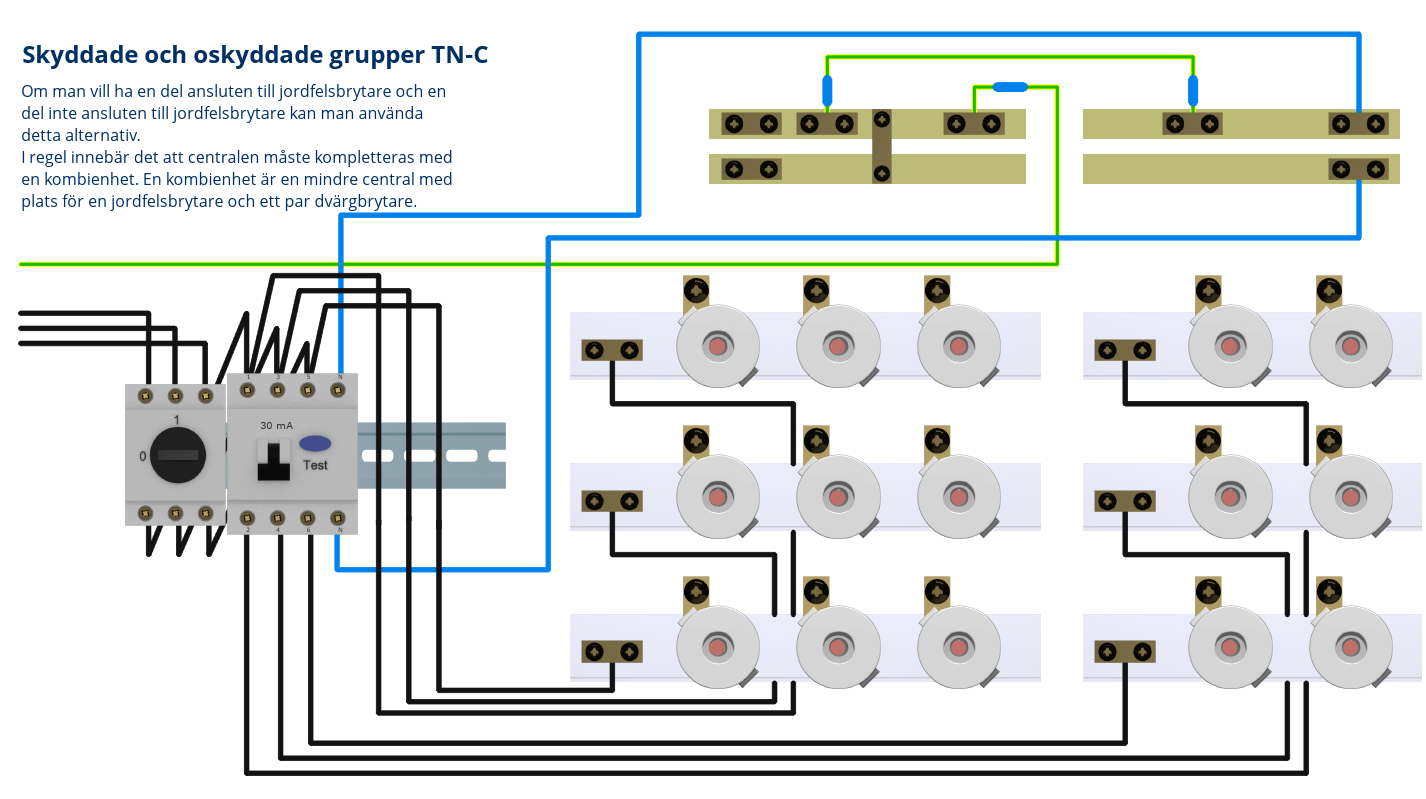 Skyddade och oskyddade grupper TN-C
Om man vill ha en del ansluten till jordfelsbrytare och en
del inte ansluten till jordfelsbrytare kan man använda
detta alternativ.
I regel innebär det att centralen måste kompletteras med
en kombienhet. En kombienhet är en mindre central med
plats för en jordfelsbrytare och ett par dvärgbrytare.
1 3 5 N
1
0
30 mA
Test
2 4 6 N